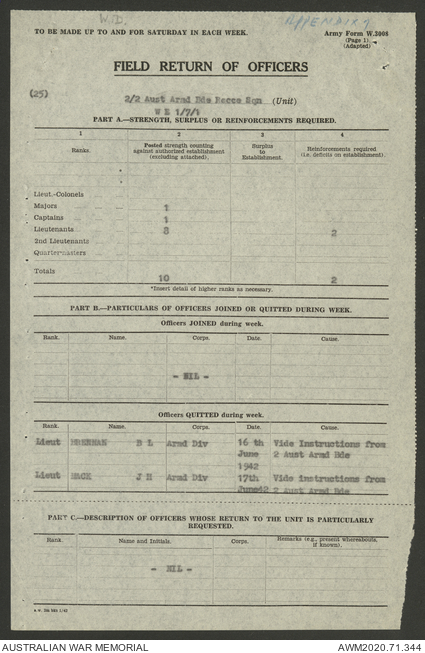 W.D. APPENDIX 7
TO BE MADE UP TO AND FOR SATURDAY IN EACH WEEK. Army Form W.3008
(Page 1)
(Adapted)
FIELD RETURN OF OFFICERS
(25)
2/2 Aust Armd Bde Recce Sqn (Unit)
W E 1/7/1
PART A.—STRENGTH, SURPLUS OR REINFORCEMENTS REQUIRED.
1 2 3 4
Ranks. Posted strength counting against authorized establishment (excluding attached). Surplus to Establishment. Reinforcements required (i.e. deficits on establishment).
Lieut.-Colonels
Majors 1
Captains 1
Lieutenants 8 2
2nd Lieutenants
Quartermasters
Totals 10 2
*Insert detail of higher ranks as necessary.
PART B.—PARTICULARS OF OFFICERS JOINED OR QUITTED DURING WEEK.
Officers JOINED during week.
Rank. Name. Corps. Date. Cause.
- NIL -
Officers QUITTED during week.
Rank. Name. Corps. Date. Cause.
Lieut BRENNAN B L Armd Div 16 th Vide Instructions from
June 2 Aust Armd Bde
1942
Lieut MACK J H Armd Div 17th Vide instructions from
June42 2 Aust Armd Bde
PART C.—DESCRIPTION OF OFFICERS WHOSE RETURN TO THE UNIT IS PARTICULARLY
REQUESTED.
Rank. Name and Initials. Corps. Remarks (e.g., present whereabouts, if known).
- NIL -
AUSTRALIAN WAR MEMORIAL AWM2020.71.344